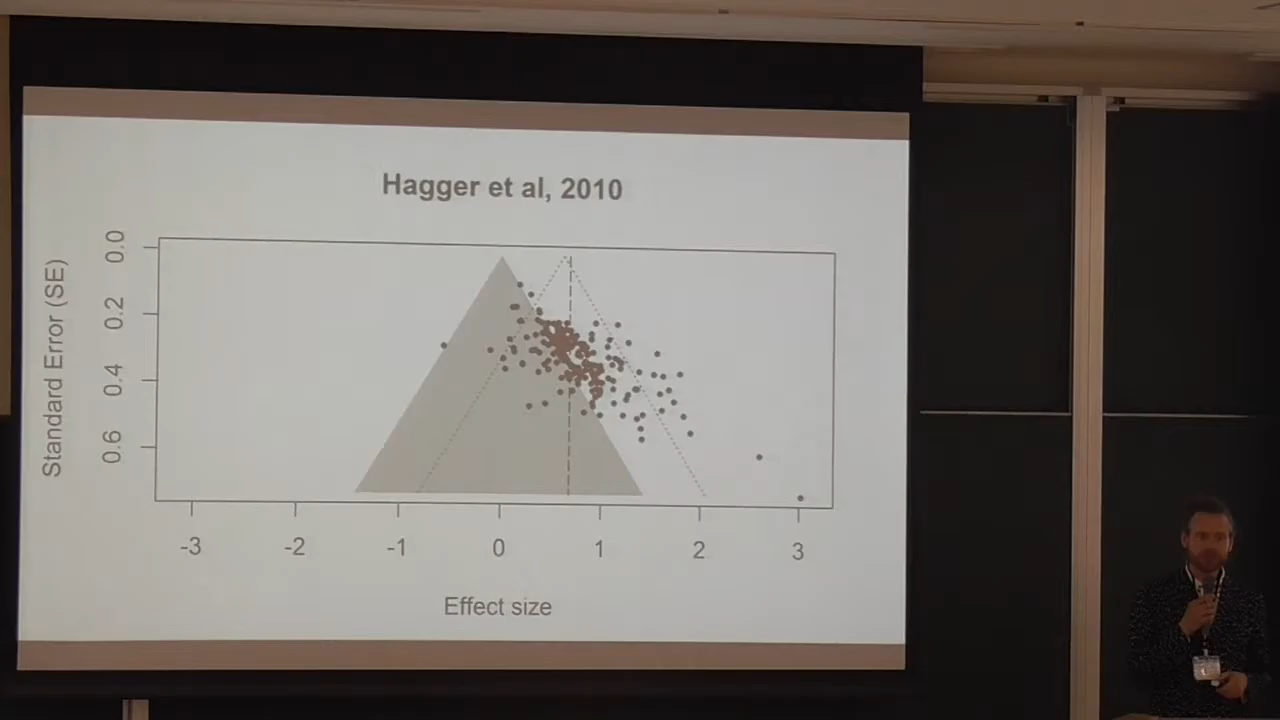 Hagger et al, 2010
Standard Error (SE)
0.0
0.2
0.4
0.6
-3 -2 -1 0 1 2 3
Effect size